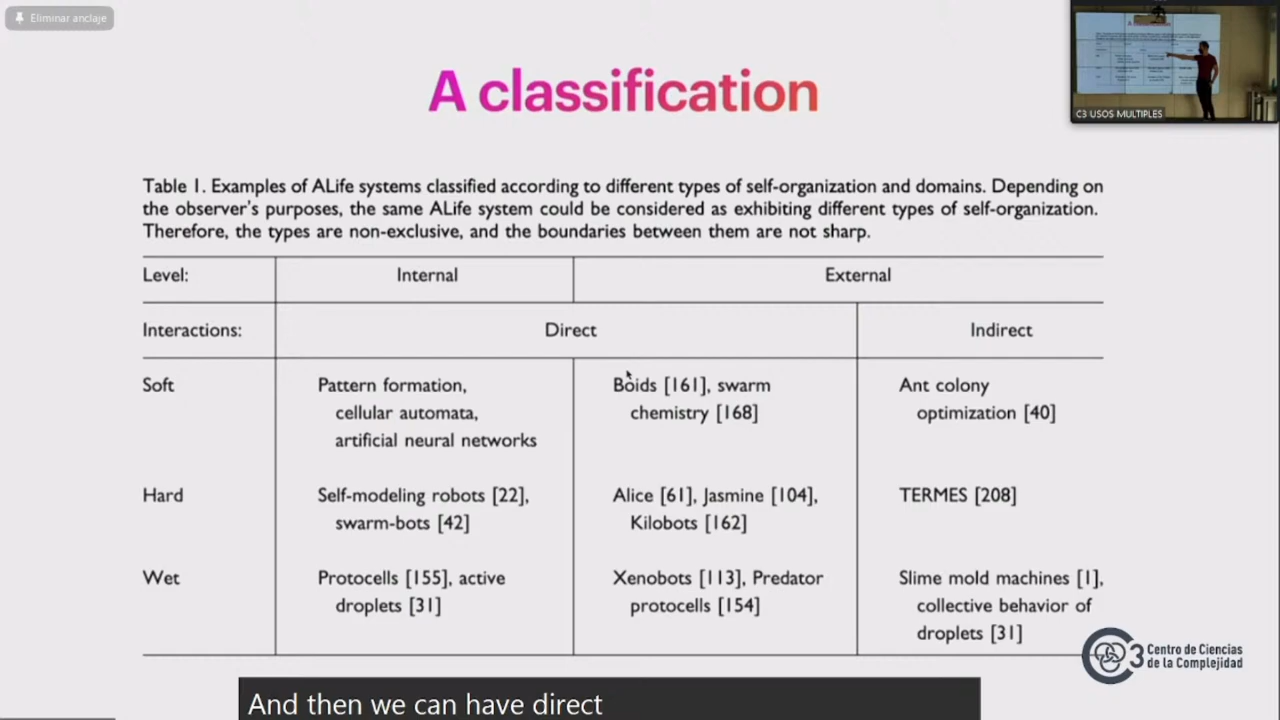 Eliminar anclaje
A classification
C3 USOS MULTIPLES
Table 1. Examples of ALife systems classified according to different types of self-organization and domains. Depending on
the observer's purposes, the same ALife system could be considered as exhibiting different types of self-organization.
Therefore, the types are non-exclusive, and the boundaries between them are not sharp.
Level: Internal External
Interactions: Direct Indirect
Soft Pattern formation, Boids [161], swarm Ant colony
cellular automata, chemistry [168] optimization [40]
artificial neural networks
Hard Self-modeling robots [22], Alice [61], Jasmine [104], TERMES [208]
swarm-bots [42] Kilobots [162]
Wet Protocells [155], active Xenobots [113], Predator Slime mold machines [1],
droplets [31] protocells [154] collective behavior of
droplets [31]
C3 Centro de Ciencias
de la Complejidad
And then we can have direct